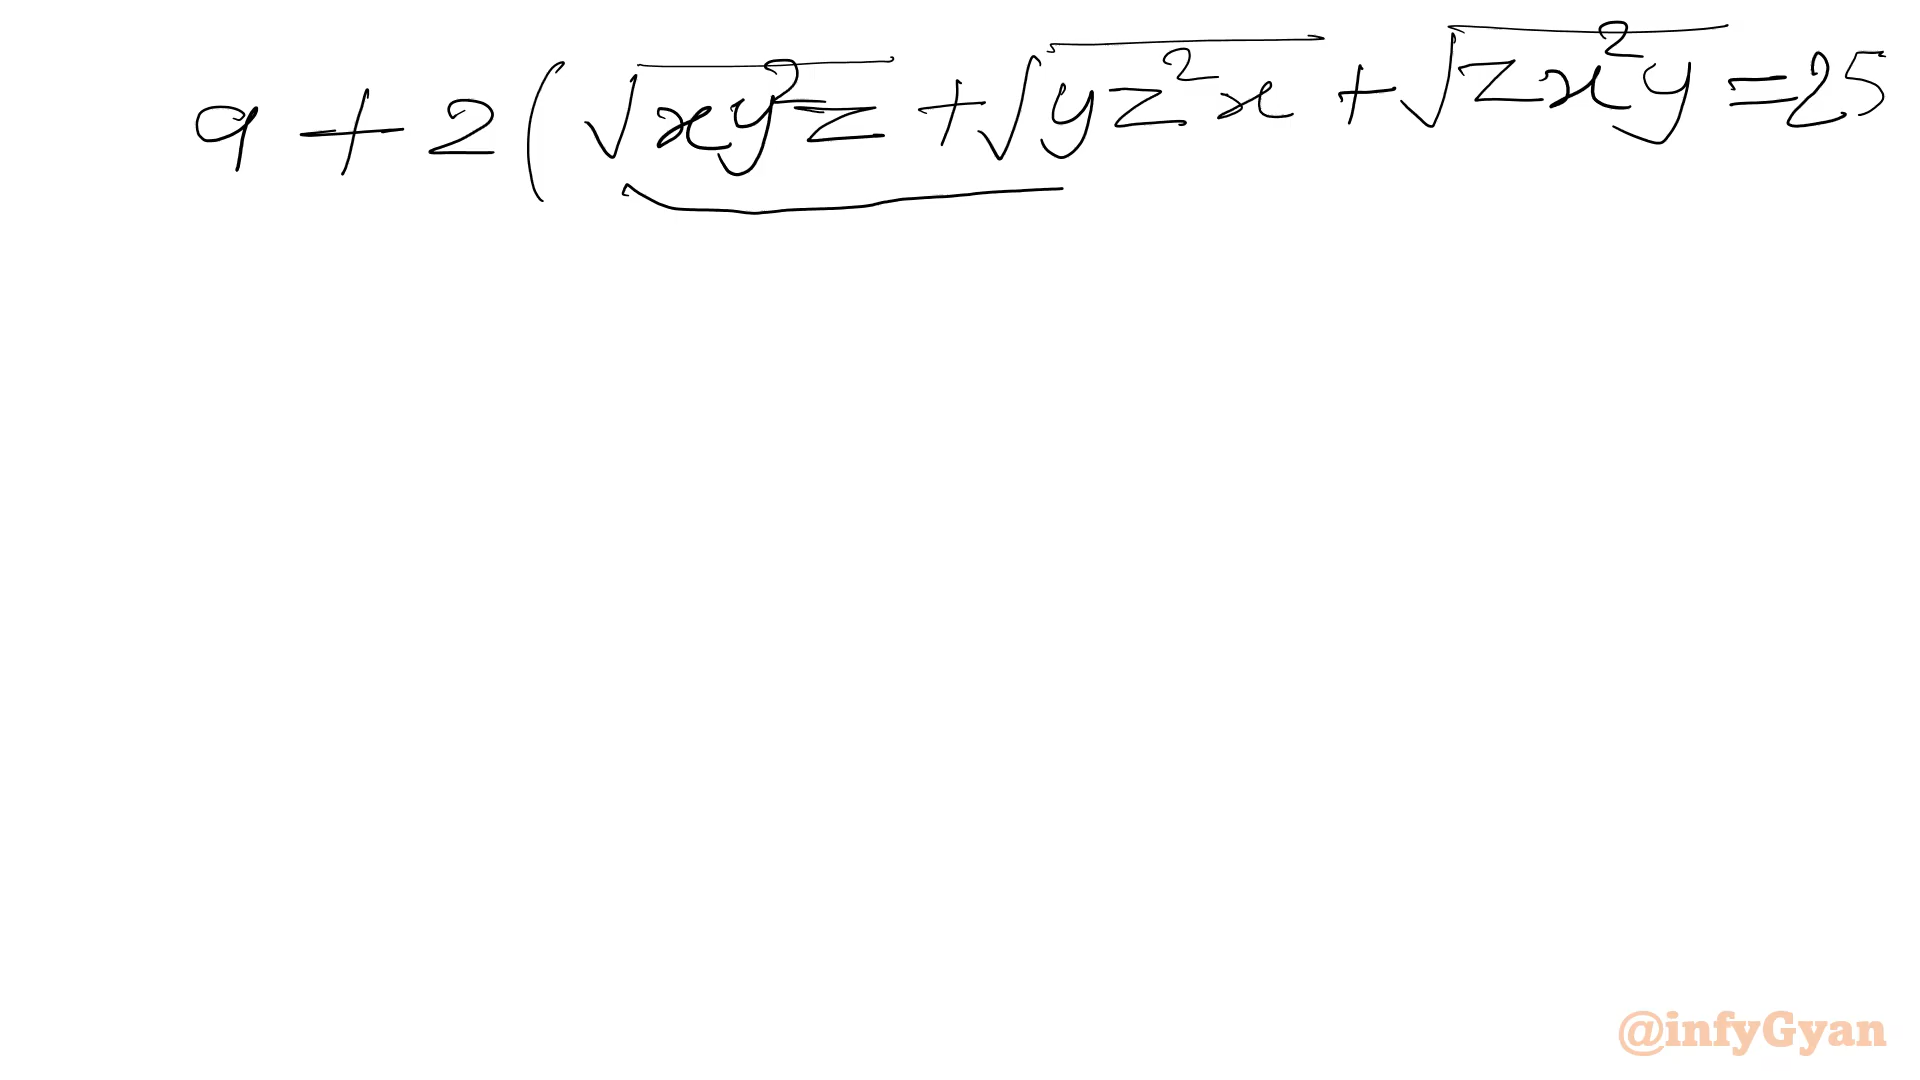 9 + 2(√xy²z + √yz²x + √zx²y = 25
@infyGyan